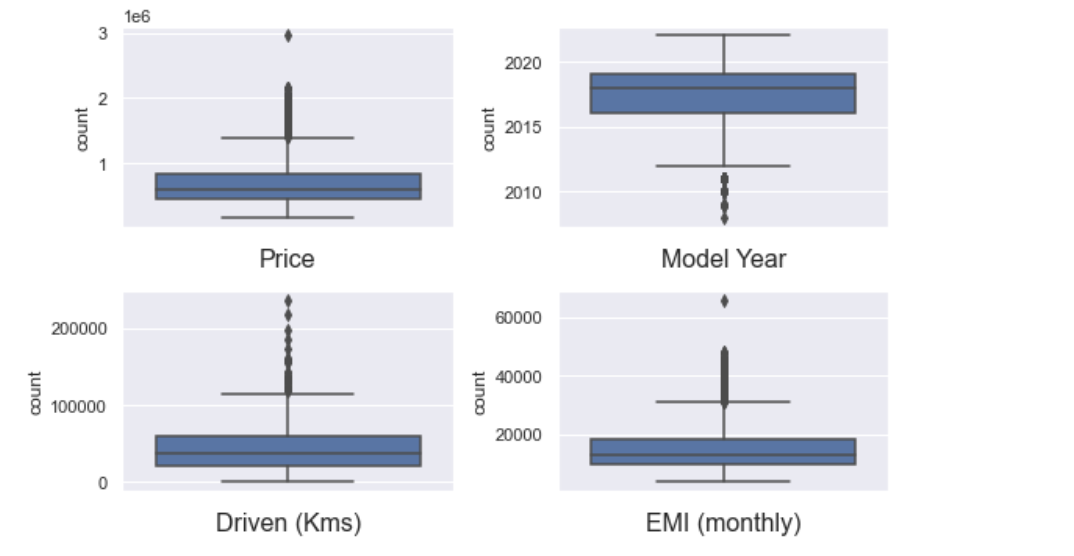 1e6
3
2
1
count
Price
2020
2015
2010
count
Model Year
200000
100000
0
count
Driven (Kms)
60000
40000
20000
count
EMI (monthly)